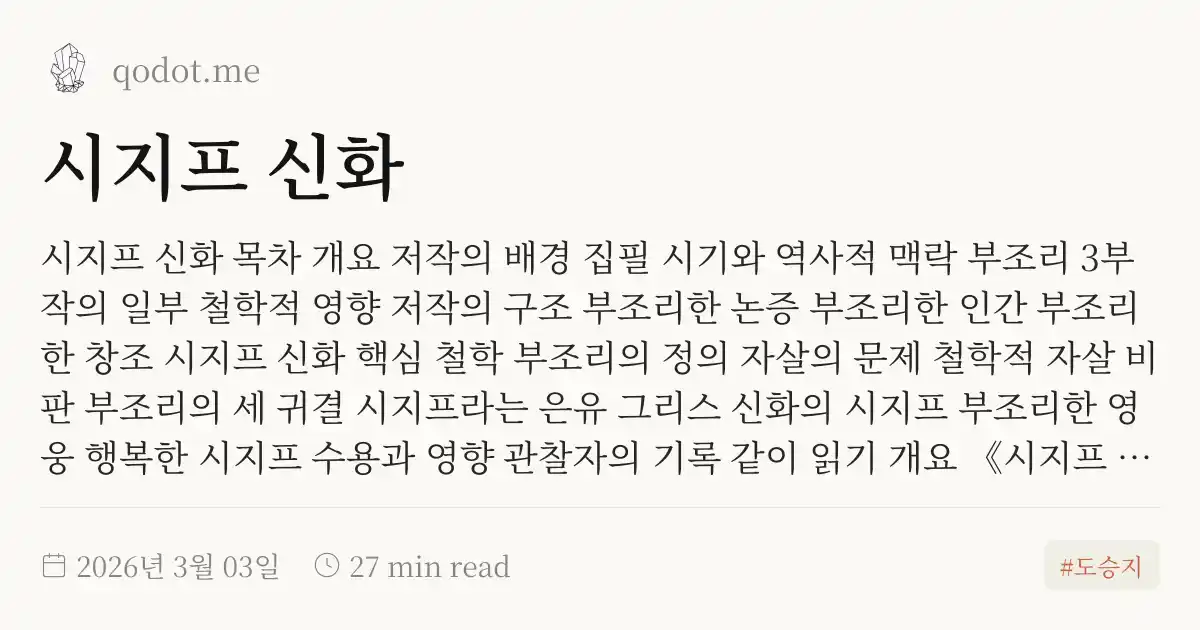 qodot.me
시지프 신화
시지프 신화 목차 개요 저작의 배경 집필 시기와 역사적 맥락 부조리 3부
작의 일부 철학적 영향 저작의 구조 부조리한 논증 부조리한 인간 부조리
한 창조 시지프 신화 핵심 철학 부조리의 정의 자살의 문제 철학적 자살 비
판 부조리의 세 귀결 시지프라는 은유 그리스 신화의 시지프 부조리한 영
웅 행복한 시지프 수용과 영향 관찰자의 기록 같이 읽기 개요 《시지프 …
2026년 3월 03일 27 min read #도승지